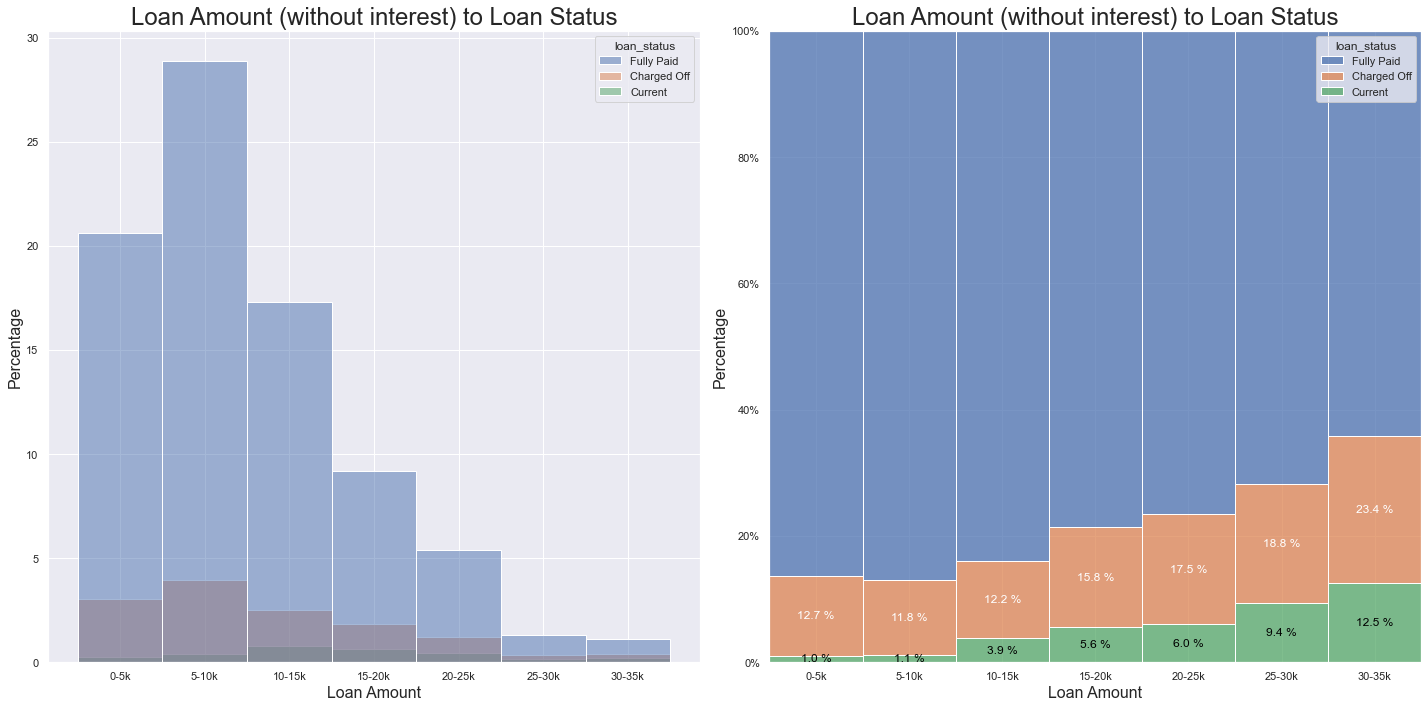 Loan Amount (without interest) to Loan Status
30
25
20
15
10
5
0
Percentage
loan_status
Fully Paid
Charged Off
Current
0-5k
5-10k
10-15k
15-20k
20-25k
25-30k
30-35k
Loan Amount
Loan Amount (without interest) to Loan Status
100%
80%
60%
40%
20%
0%
Percentage
loan_status
Fully Paid
Charged Off
Current
12.7 %
11.8 %
12.2 %
15.8 %
17.5 %
18.8 %
23.4 %
1.0 %
1.1 %
3.9 %
5.6 %
6.0 %
9.4 %
12.5 %
0-5k
5-10k
10-15k
15-20k
20-25k
25-30k
30-35k
Loan Amount